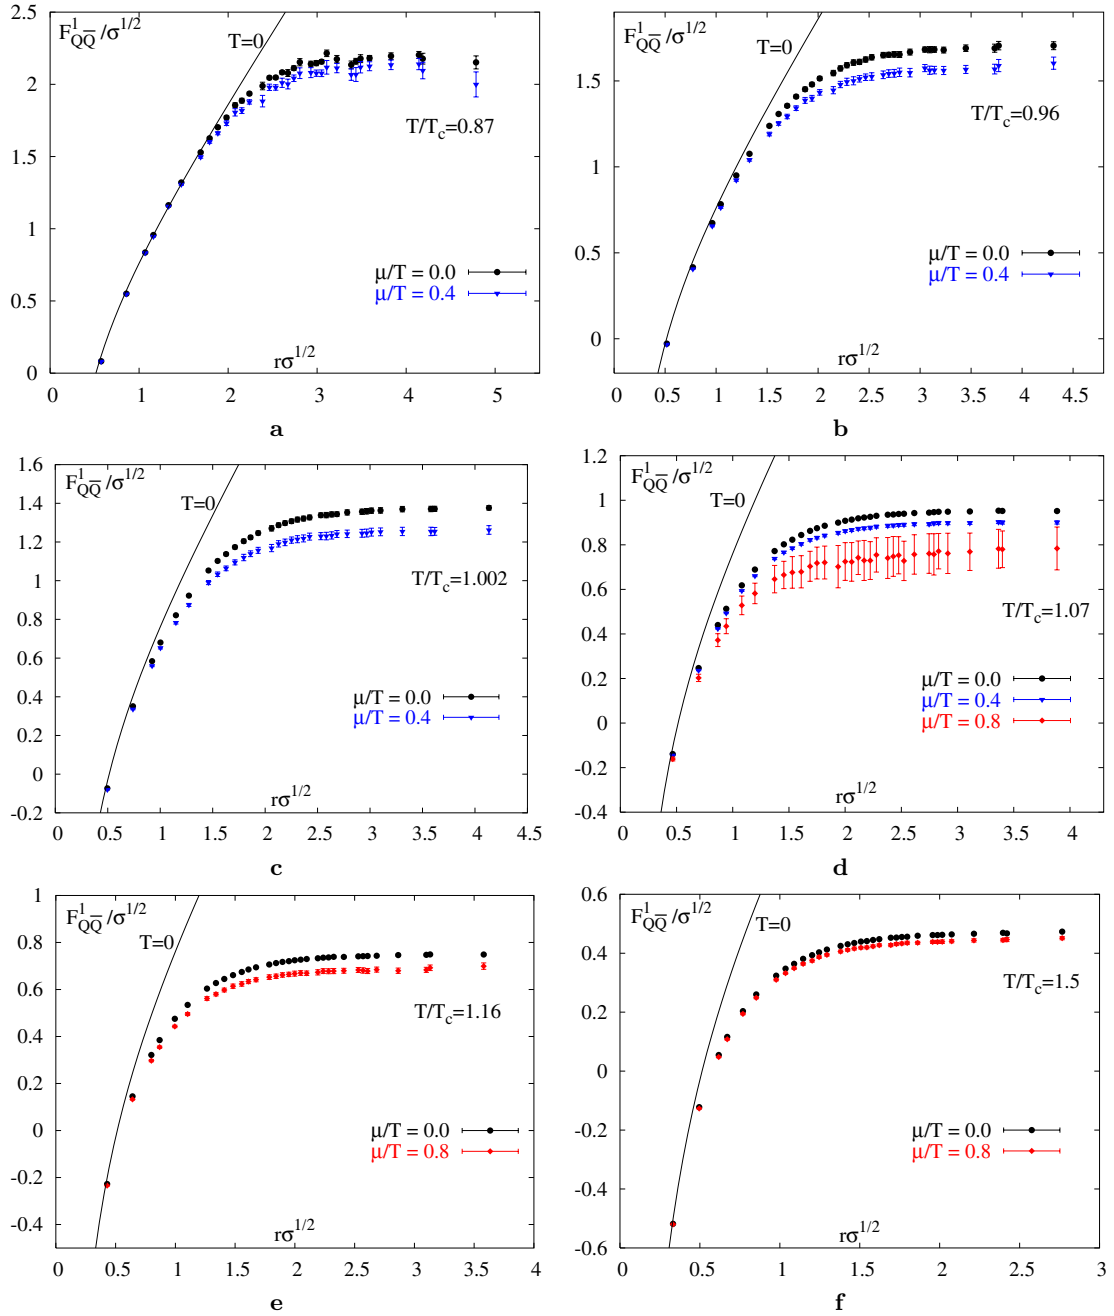 F¹QQ̅/σ^1/2
T=0
T/Tc=0.87
μ/T = 0.0
μ/T = 0.4
rσ^1/2
0 0.5 1 1.5 2 2.5
0 1 2 3 4 5
a
F¹QQ̅/σ^1/2
T=0
T/Tc=0.96
μ/T = 0.0
μ/T = 0.4
rσ^1/2
0 0.5 1 1.5
0 0.5 1 1.5 2 2.5 3 3.5 4 4.5
b
F¹QQ̅/σ^1/2
T=0
T/Tc=1.002
μ/T = 0.0
μ/T = 0.4
rσ^1/2
-0.2 0 0.2 0.4 0.6 0.8 1 1.2 1.4 1.6
0 0.5 1 1.5 2 2.5 3 3.5 4 4.5
c
F¹QQ̅/σ^1/2
T=0
T/Tc=1.07
μ/T = 0.0
μ/T = 0.4
μ/T = 0.8
rσ^1/2
-0.4 -0.2 0 0.2 0.4 0.6 0.8 1 1.2
0 0.5 1 1.5 2 2.5 3 3.5 4
d
F¹QQ̅/σ^1/2
T=0
T/Tc=1.16
μ/T = 0.0
μ/T = 0.8
rσ^1/2
-0.4 -0.2 0 0.2 0.4 0.6 0.8 1
0 0.5 1 1.5 2 2.5 3 3.5 4
e
F¹QQ̅/σ^1/2
T=0
T/Tc=1.5
μ/T = 0.0
μ/T = 0.8
rσ^1/2
-0.6 -0.4 -0.2 0 0.2 0.4 0.6
0 0.5 1 1.5 2 2.5 3
f